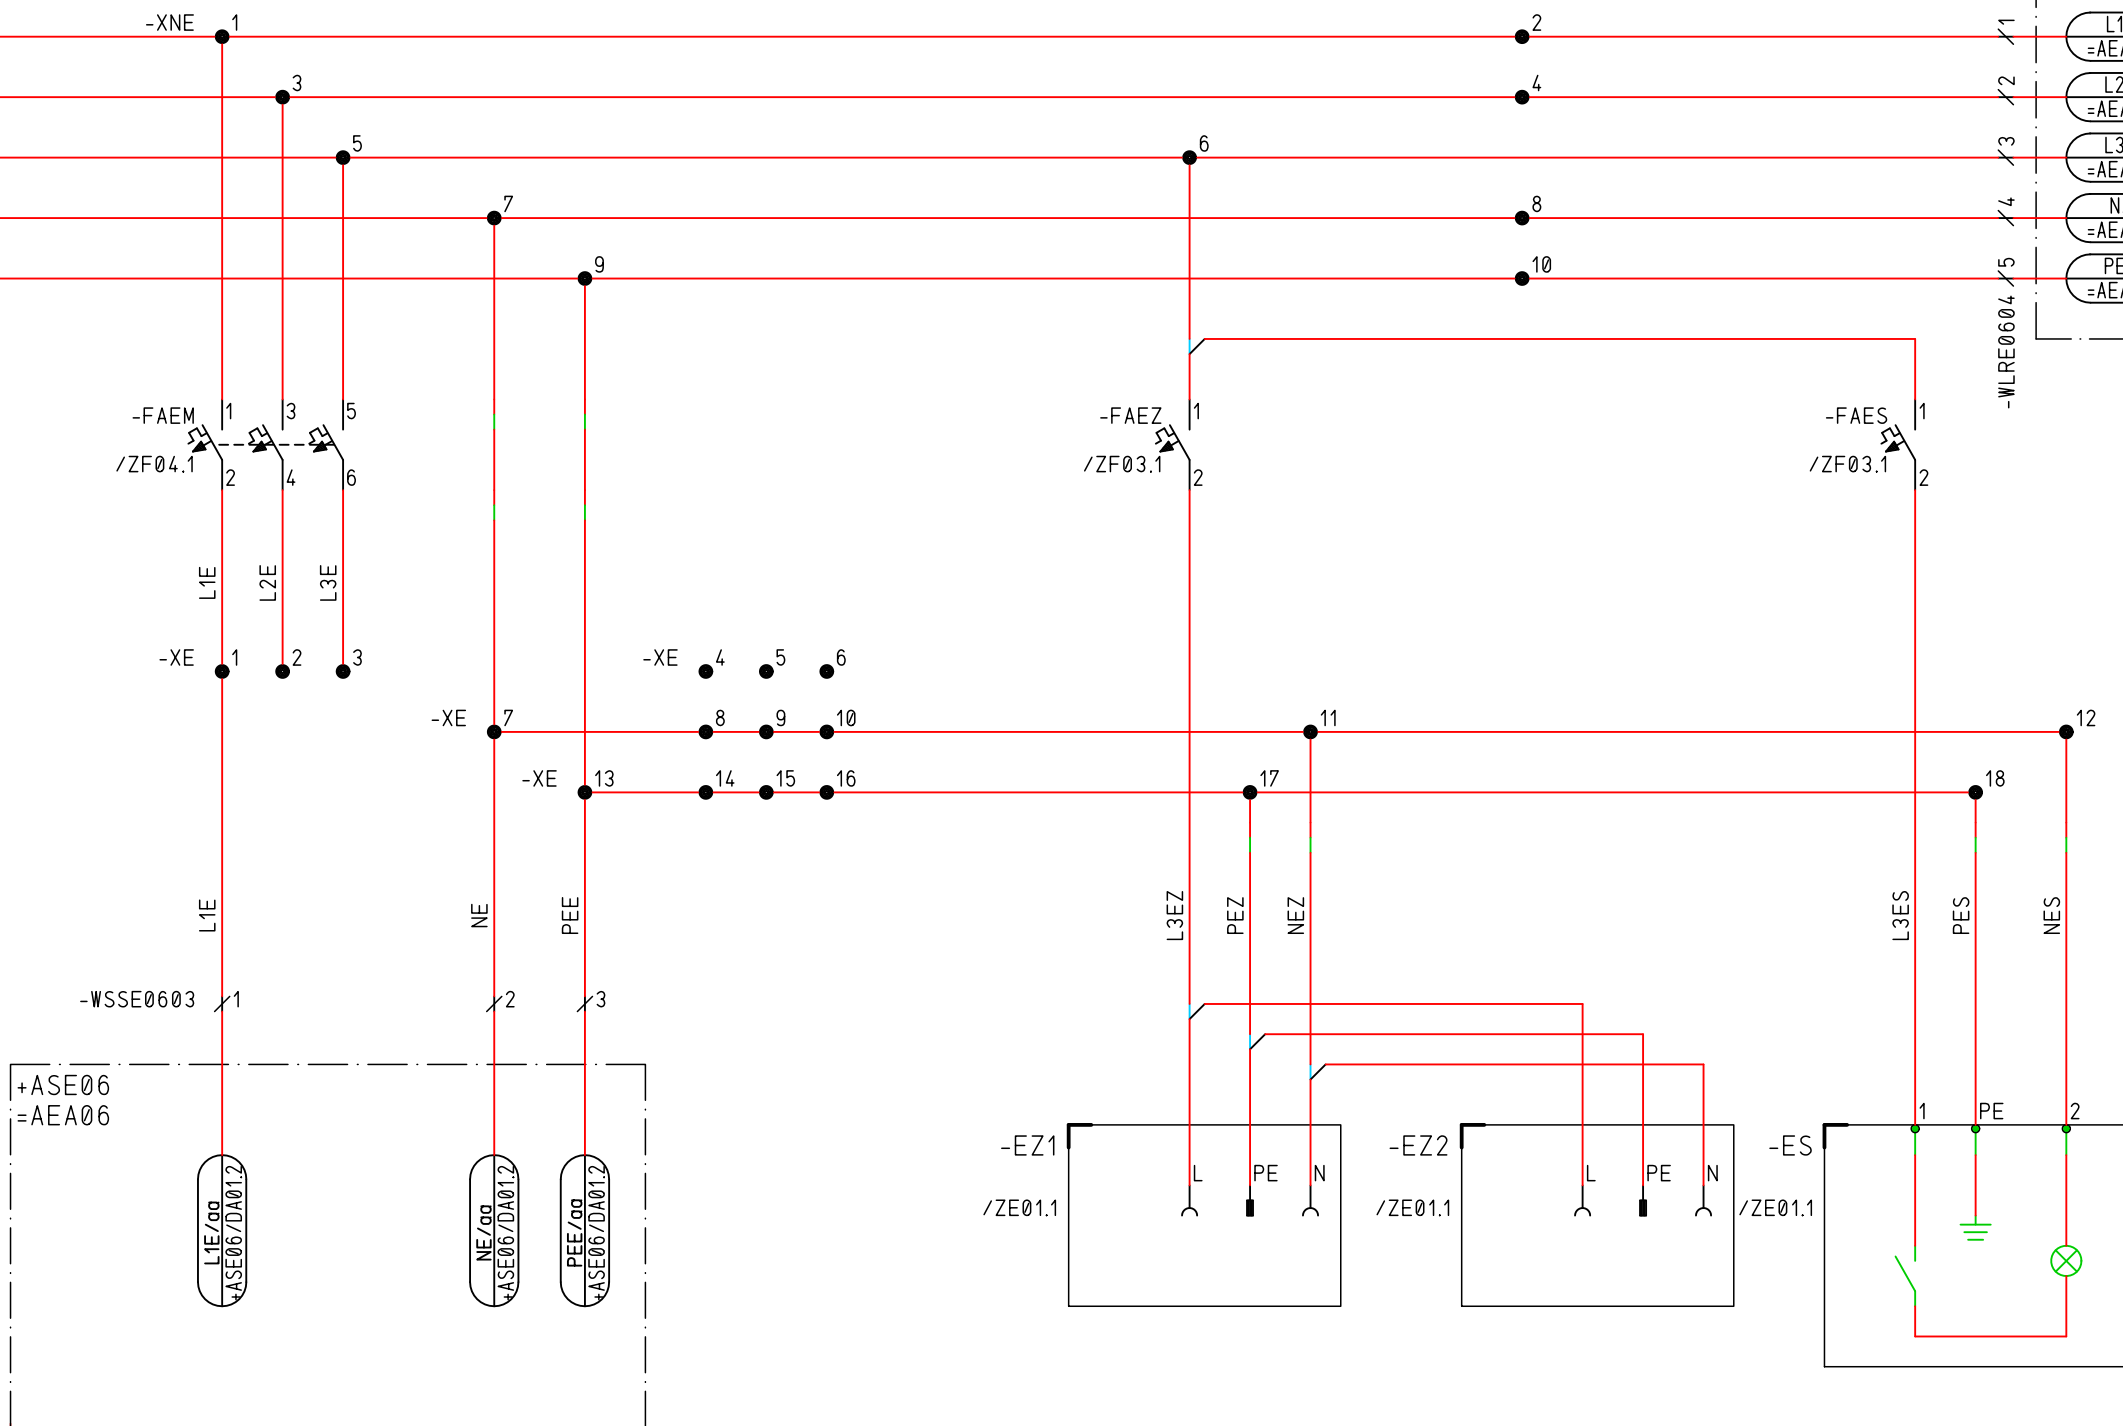 -XNE 1 2 1 L1
=AEA
3 4 2 L2
=AEA
5 6 3 L3
=AEA
7 8 4 N
=AEA
9 10 5 PE
=AEA
-WLRE0604
-FAEM 1 3 5 -FAEZ 1 -FAES 1
/ZF04.1 2 4 6 /ZF03.1 2 /ZF03.1 2
L1E L2E L3E
-XE 1 2 3 -XE 4 5 6
-XE 7 8 9 10 11 12
-XE 13 14 15 16 17 18
L1E NE PEE L3EZ PEZ NEZ L3ES PES NES
-WSSE0603 1 2 3
+ASE06
=AEA06
1 PE 2
-EZ1 -EZ2 -ES
L PE N L PE N
/ZE01.1 /ZE01.1 /ZE01.1
L1E/aa
+ASE06/DA01.2
NE/aa
+ASE06/DA01.2
PEE/aa
+ASE06/DA01.2